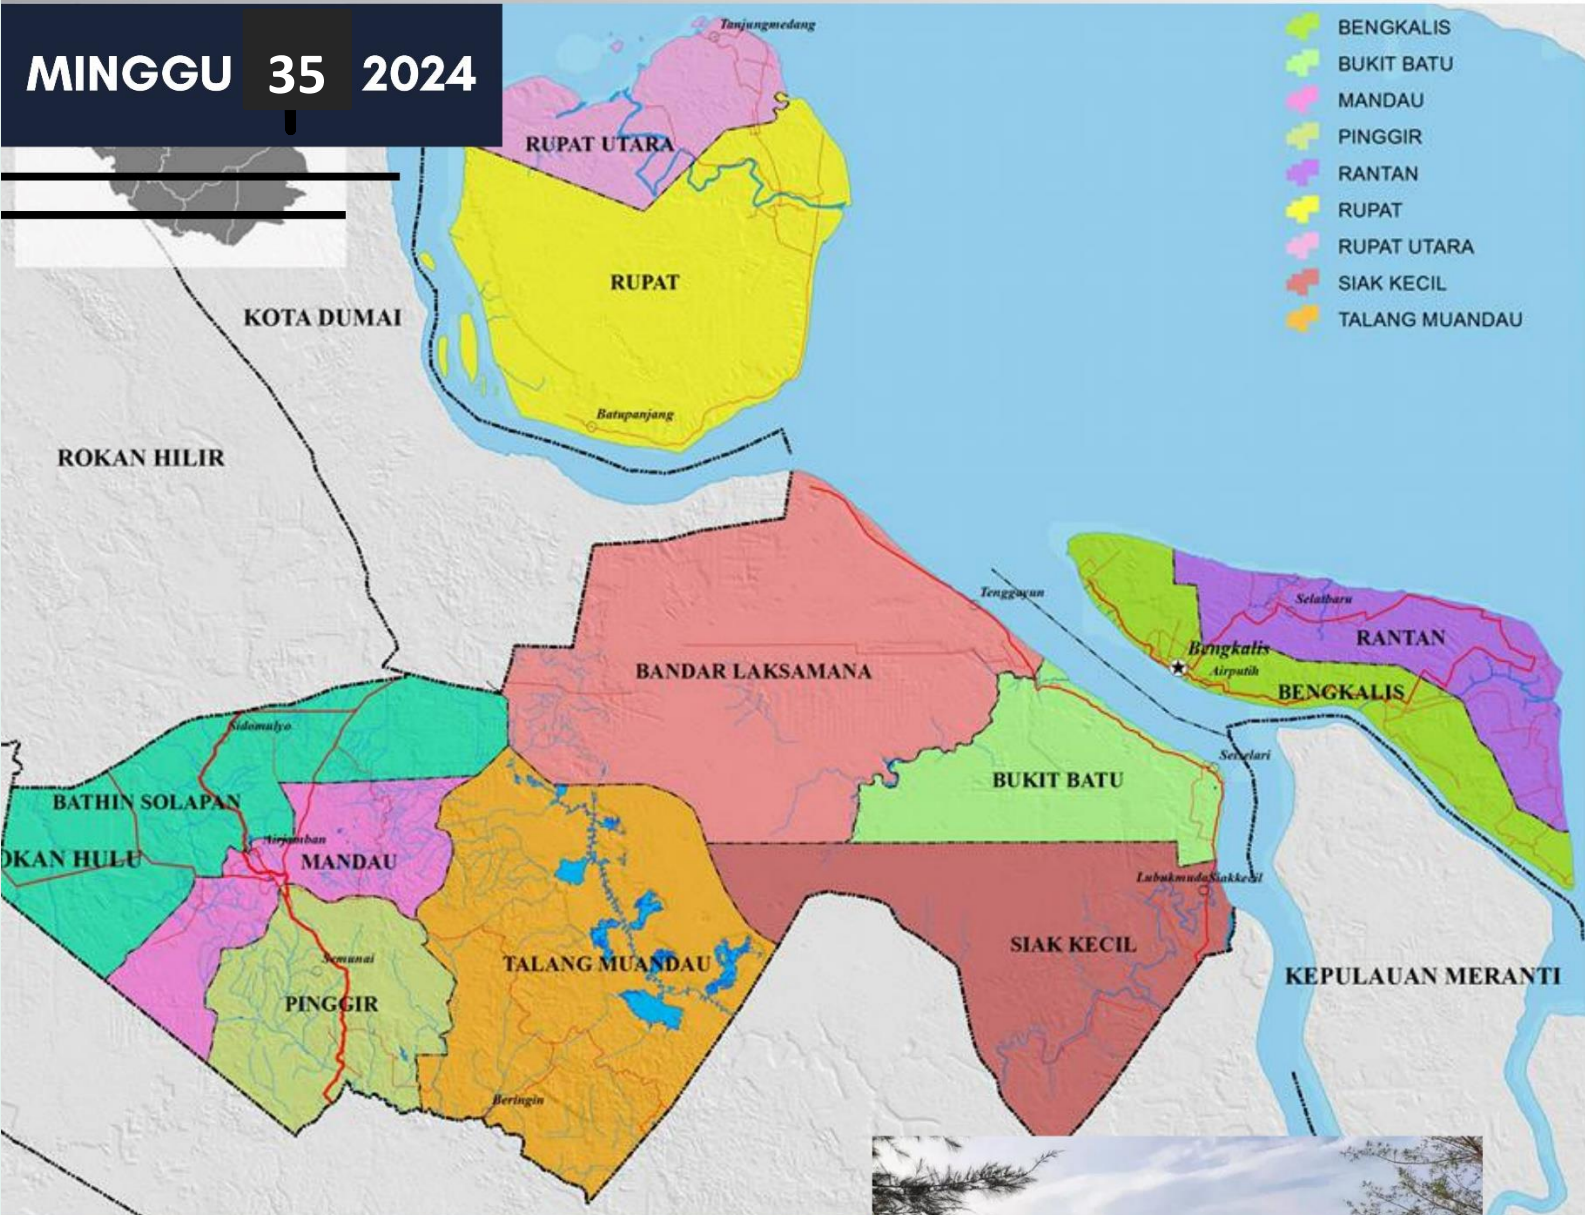 MINGGU 35 2024
Tanjungmedang
RUPAT UTARA
RUPAT
KOTA DUMAI
Batupanjang
ROKAN HILIR
BENGKALIS
BUKIT BATU
MANDAU
PINGGIR
RANTAN
RUPAT
RUPAT UTARA
SIAK KECIL
TALANG MUANDAU
Tenggayun
Selatbaru
RANTAN
Bengkalis
Airputih
BENGKALIS
BANDAR LAKSAMANA
Sidomulyo
BATHIN SOLAPAN
BUKIT BATU
Airjamban
OKAN HULU
MANDAU
LubukmudaSiakkecil
SIAK KECIL
TALANG MUANDAU
Semunai
PINGGIR
KEPULAUAN MERANTI
Beringin